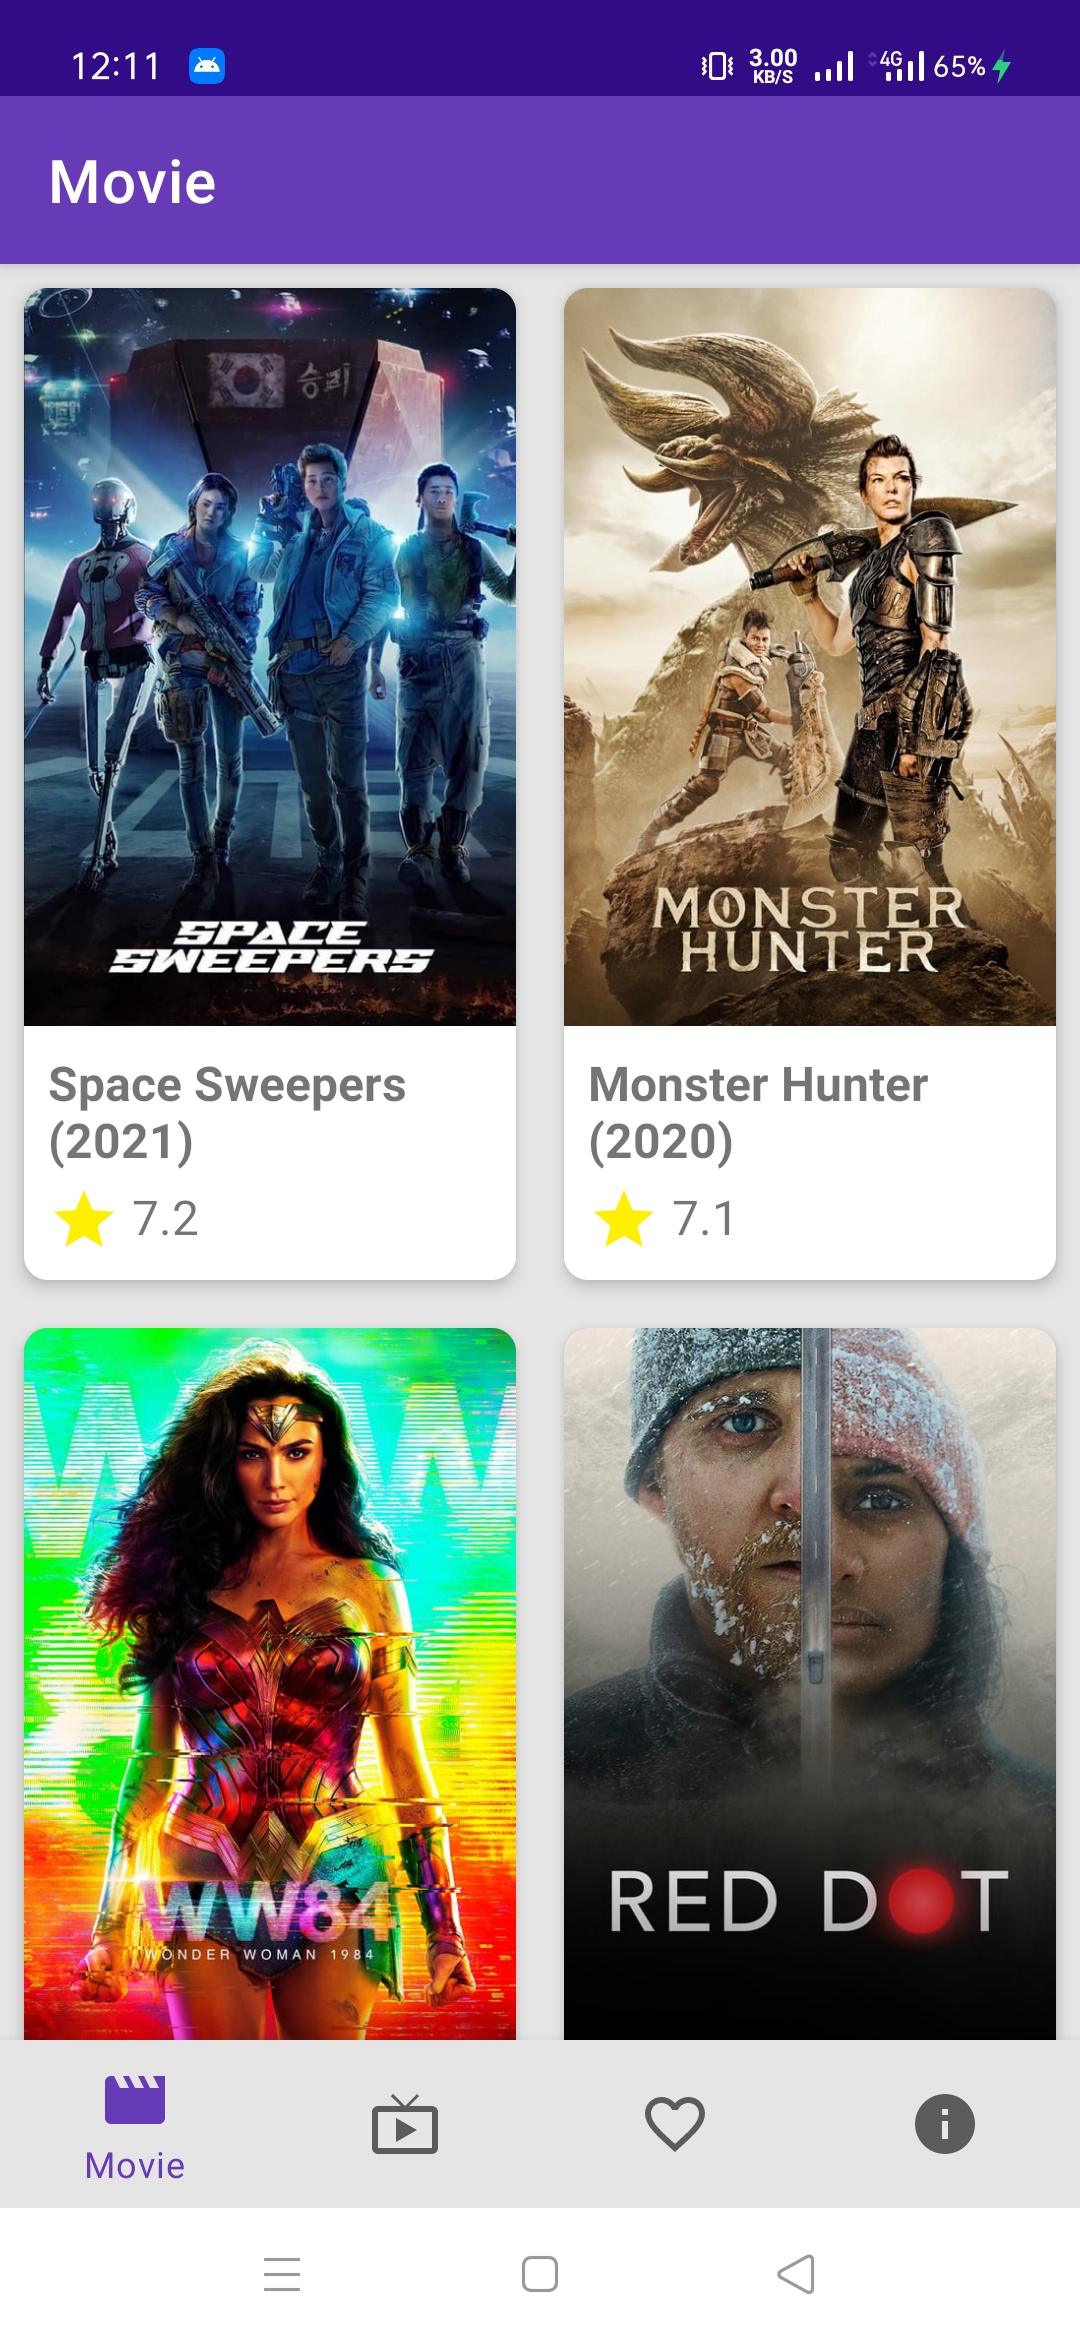 12:11
3.00
KB/S
4G
65%
Movie
승리
SPACE
SWEEPERS
MONSTER
HUNTER
Space Sweepers
(2021)
7.2
Monster Hunter
(2020)
7.1
WW84
WONDER WOMAN 1984
RED DOT
Movie